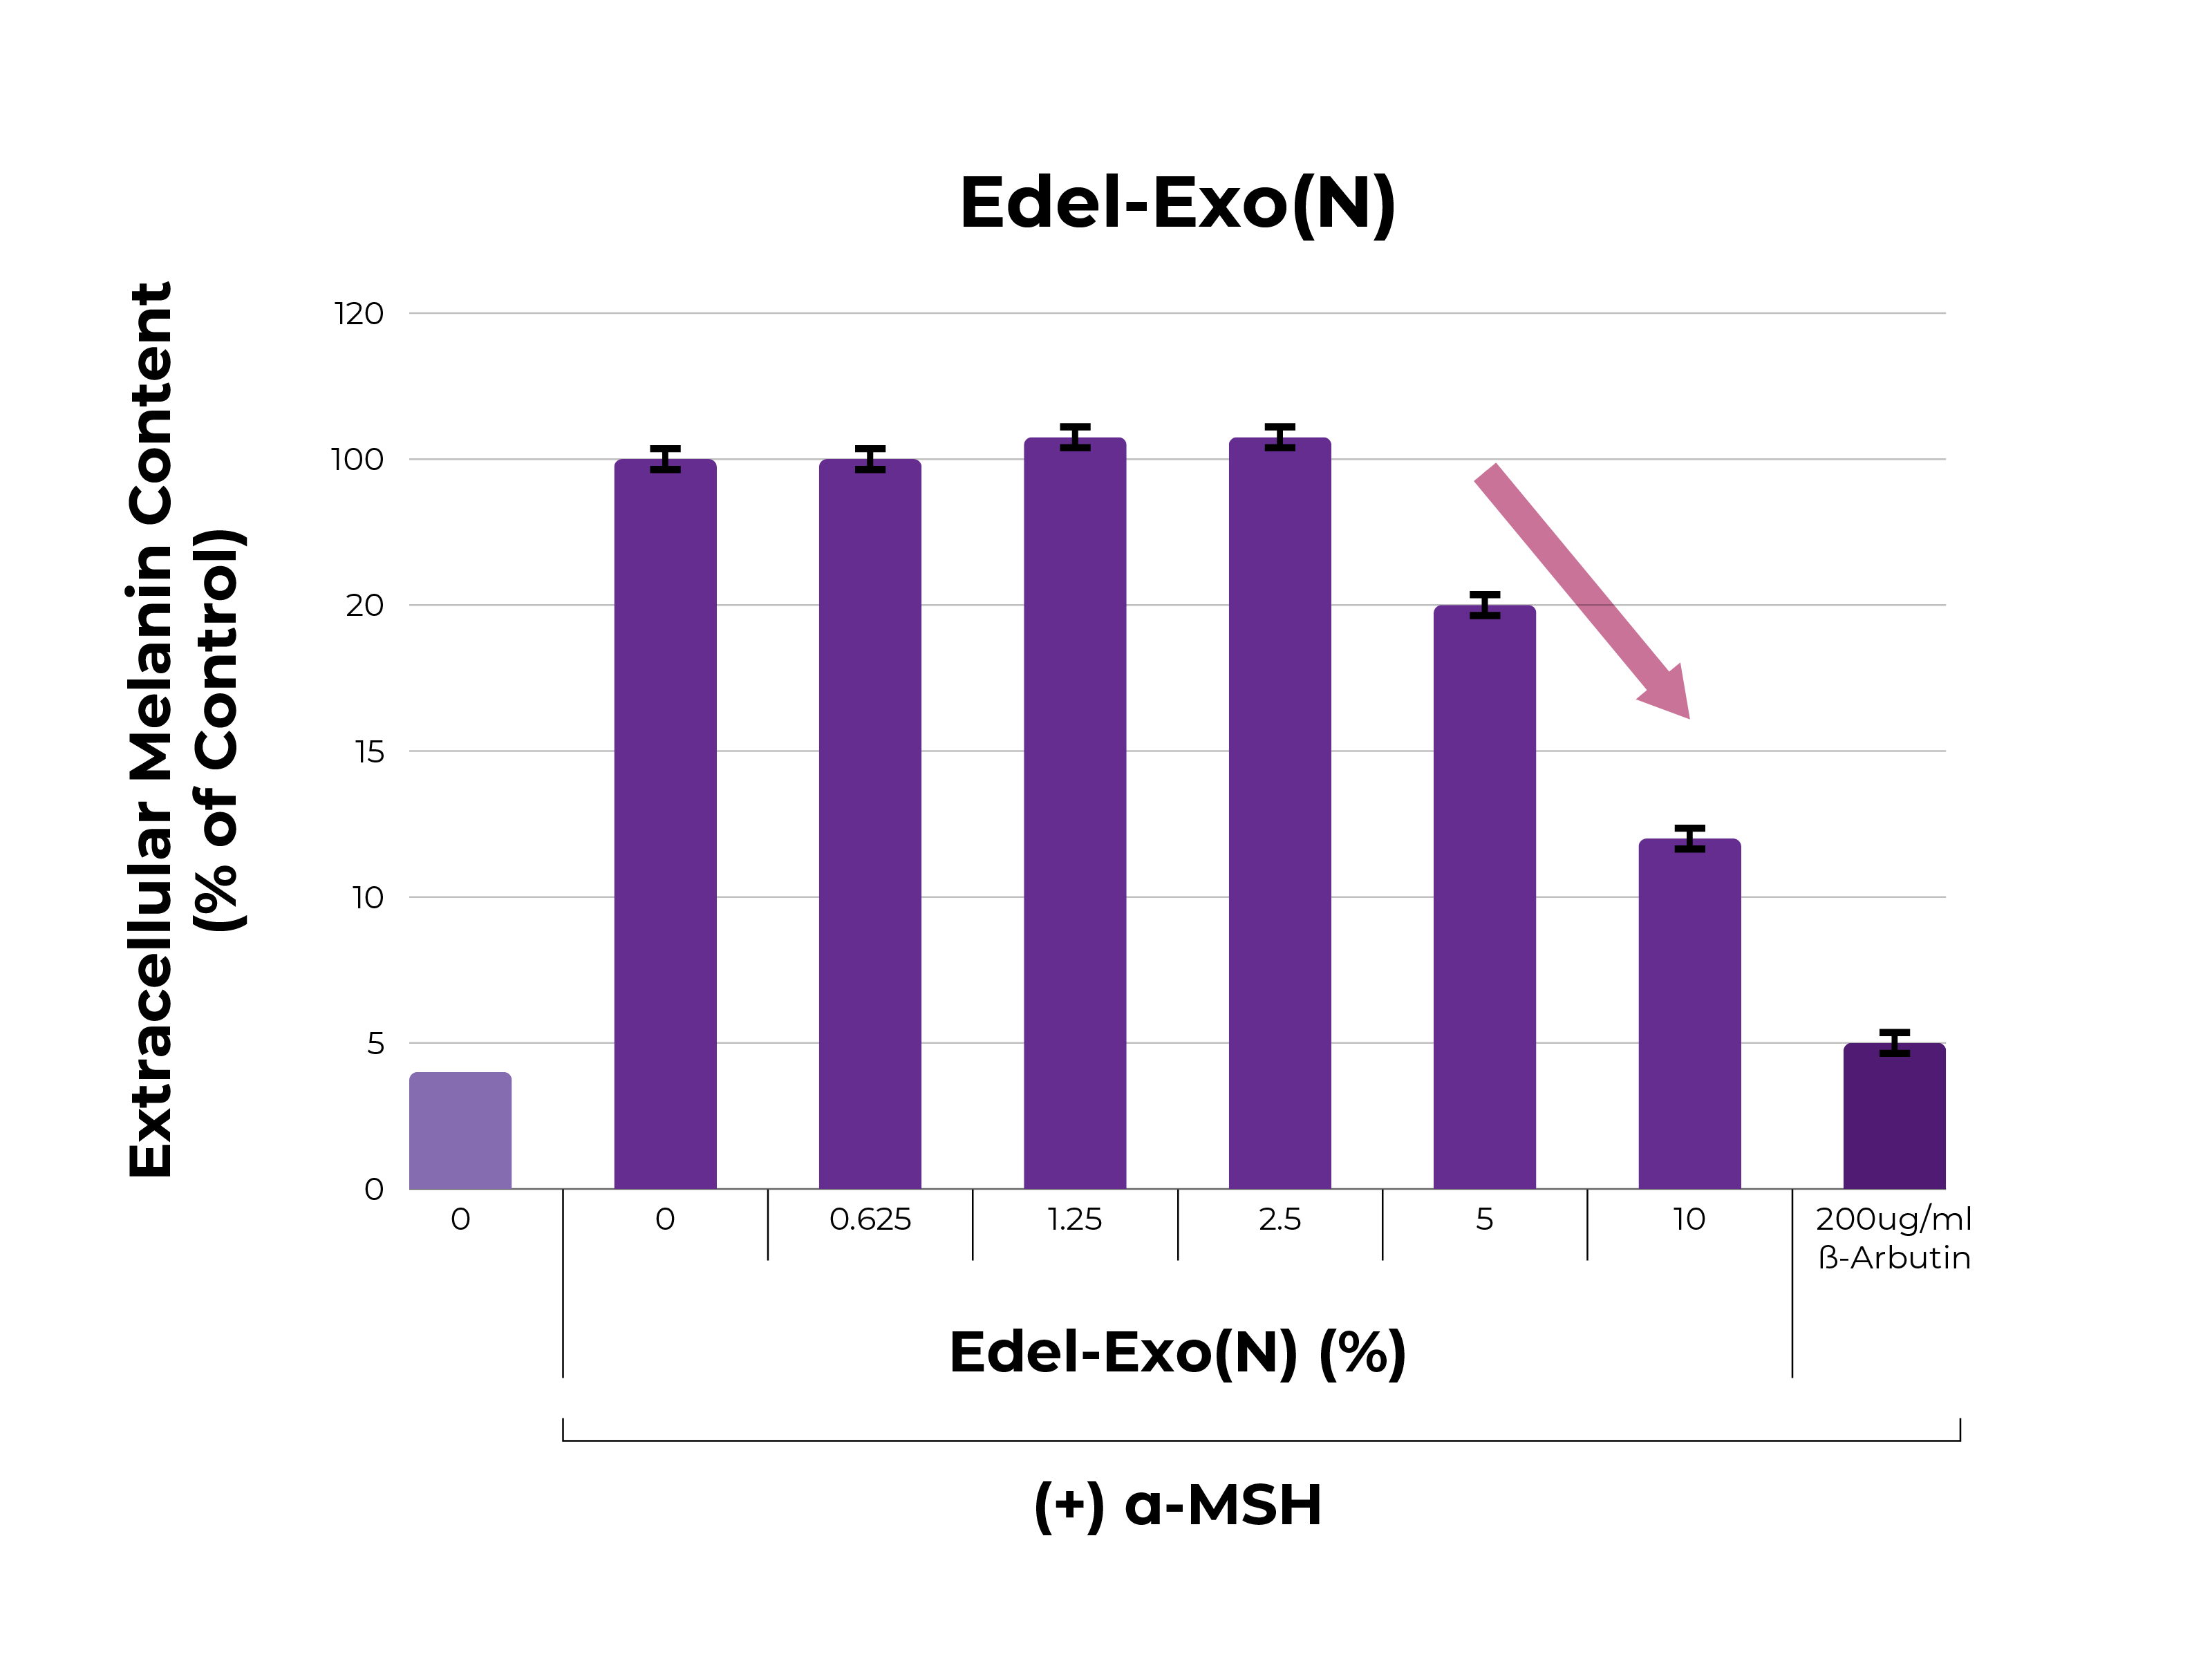 Edel-Exo(N)
Extracellular Melanin Content
(% of Control)
120
100
20
15
10
5
0
0
0
0.625
1.25
2.5
5
10
200ug/ml
ß-Arbutin
Edel-Exo(N) (%)
(+) α-MSH